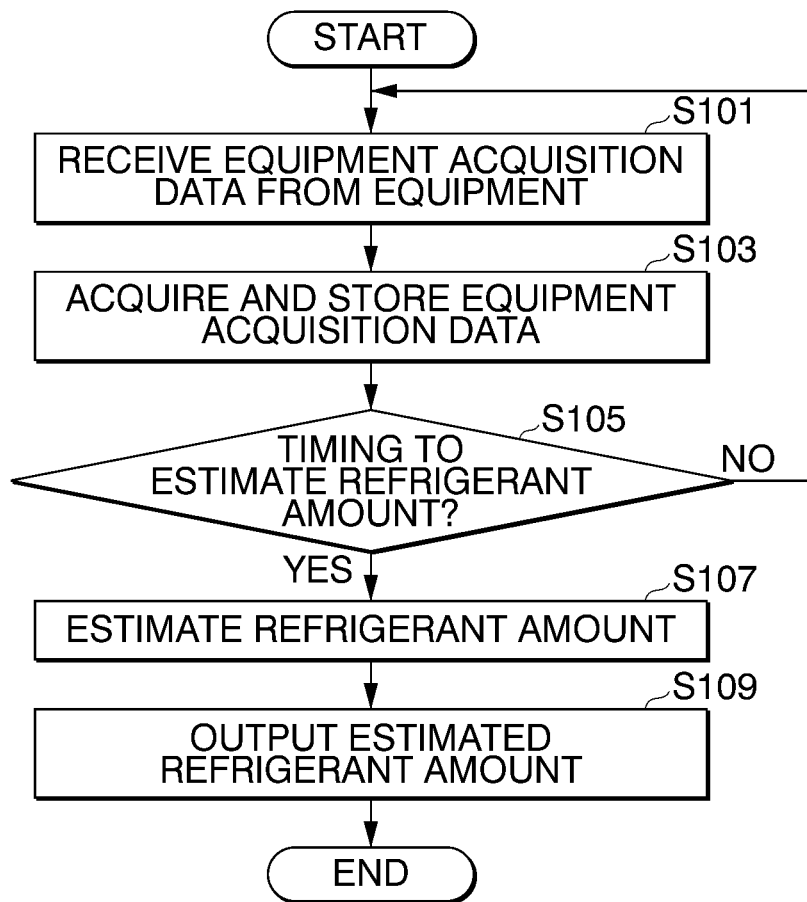 START
S101
RECEIVE EQUIPMENT ACQUISITION
DATA FROM EQUIPMENT
S103
ACQUIRE AND STORE EQUIPMENT
ACQUISITION DATA
S105
TIMING TO
ESTIMATE REFRIGERANT
AMOUNT?
NO
YES
S107
ESTIMATE REFRIGERANT AMOUNT
S109
OUTPUT ESTIMATED
REFRIGERANT AMOUNT
END